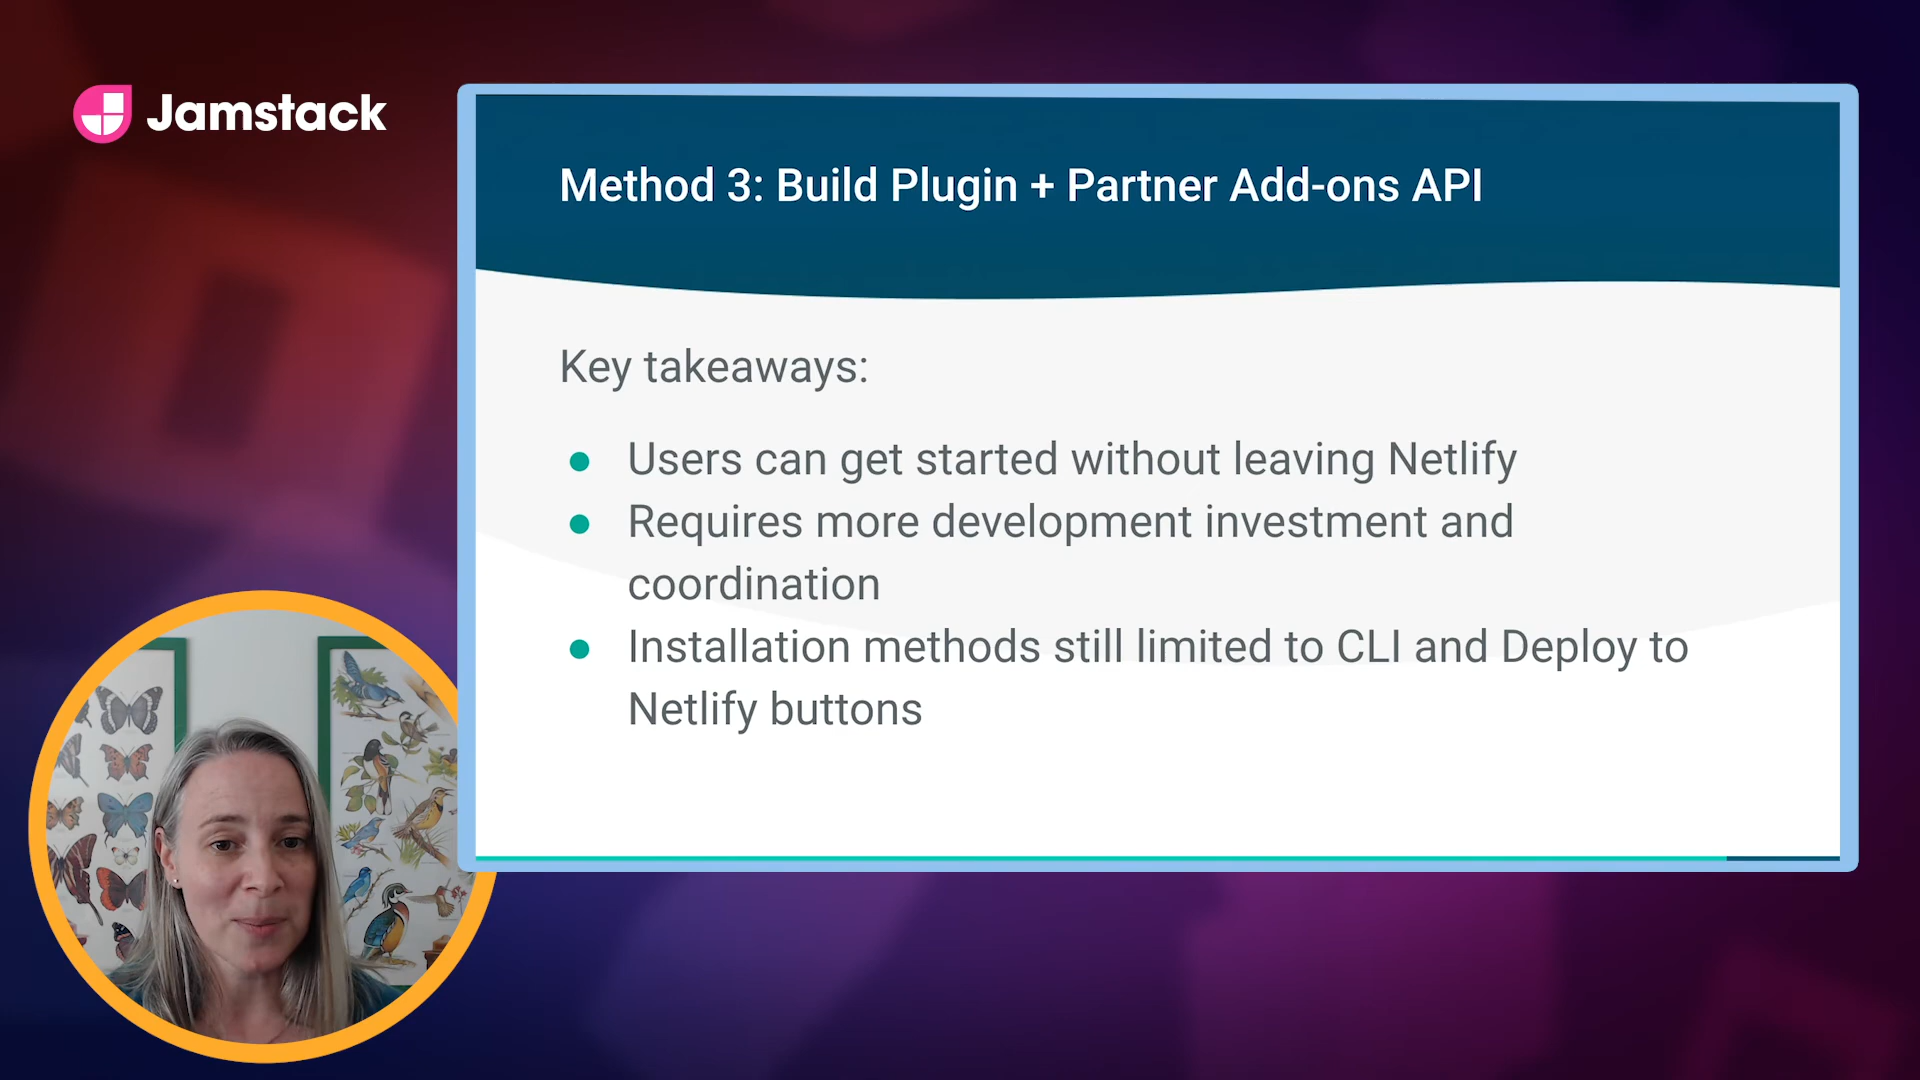 Jamstack
Method 3: Build Plugin + Partner Add-ons API
Key takeaways:
● Users can get started without leaving Netlify
● Requires more development investment and
coordination
● Installation methods still limited to CLI and Deploy to
Netlify buttons